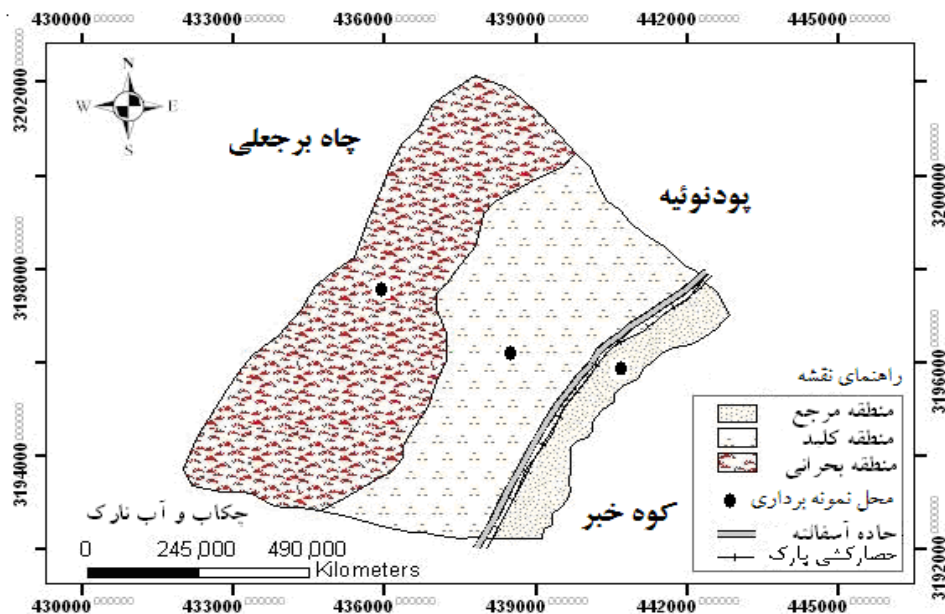 430000 433000 436000 439000 442000 445000
3202000
3200000
3198000
3196000
3194000
3192000
N
W E
S
چاه برجعلی
پودنوئیه
کوه خبر
چکاب و آب نارک
0 245,000 490,000
Kilometers
راهنمای نقشه
منطقه مرجع
منطقه کلید
منطقه بحرانی
محل نمونه برداری
جاده آسفالته
حصارکشی پارک
430000 433000 436000 439000 442000 445000